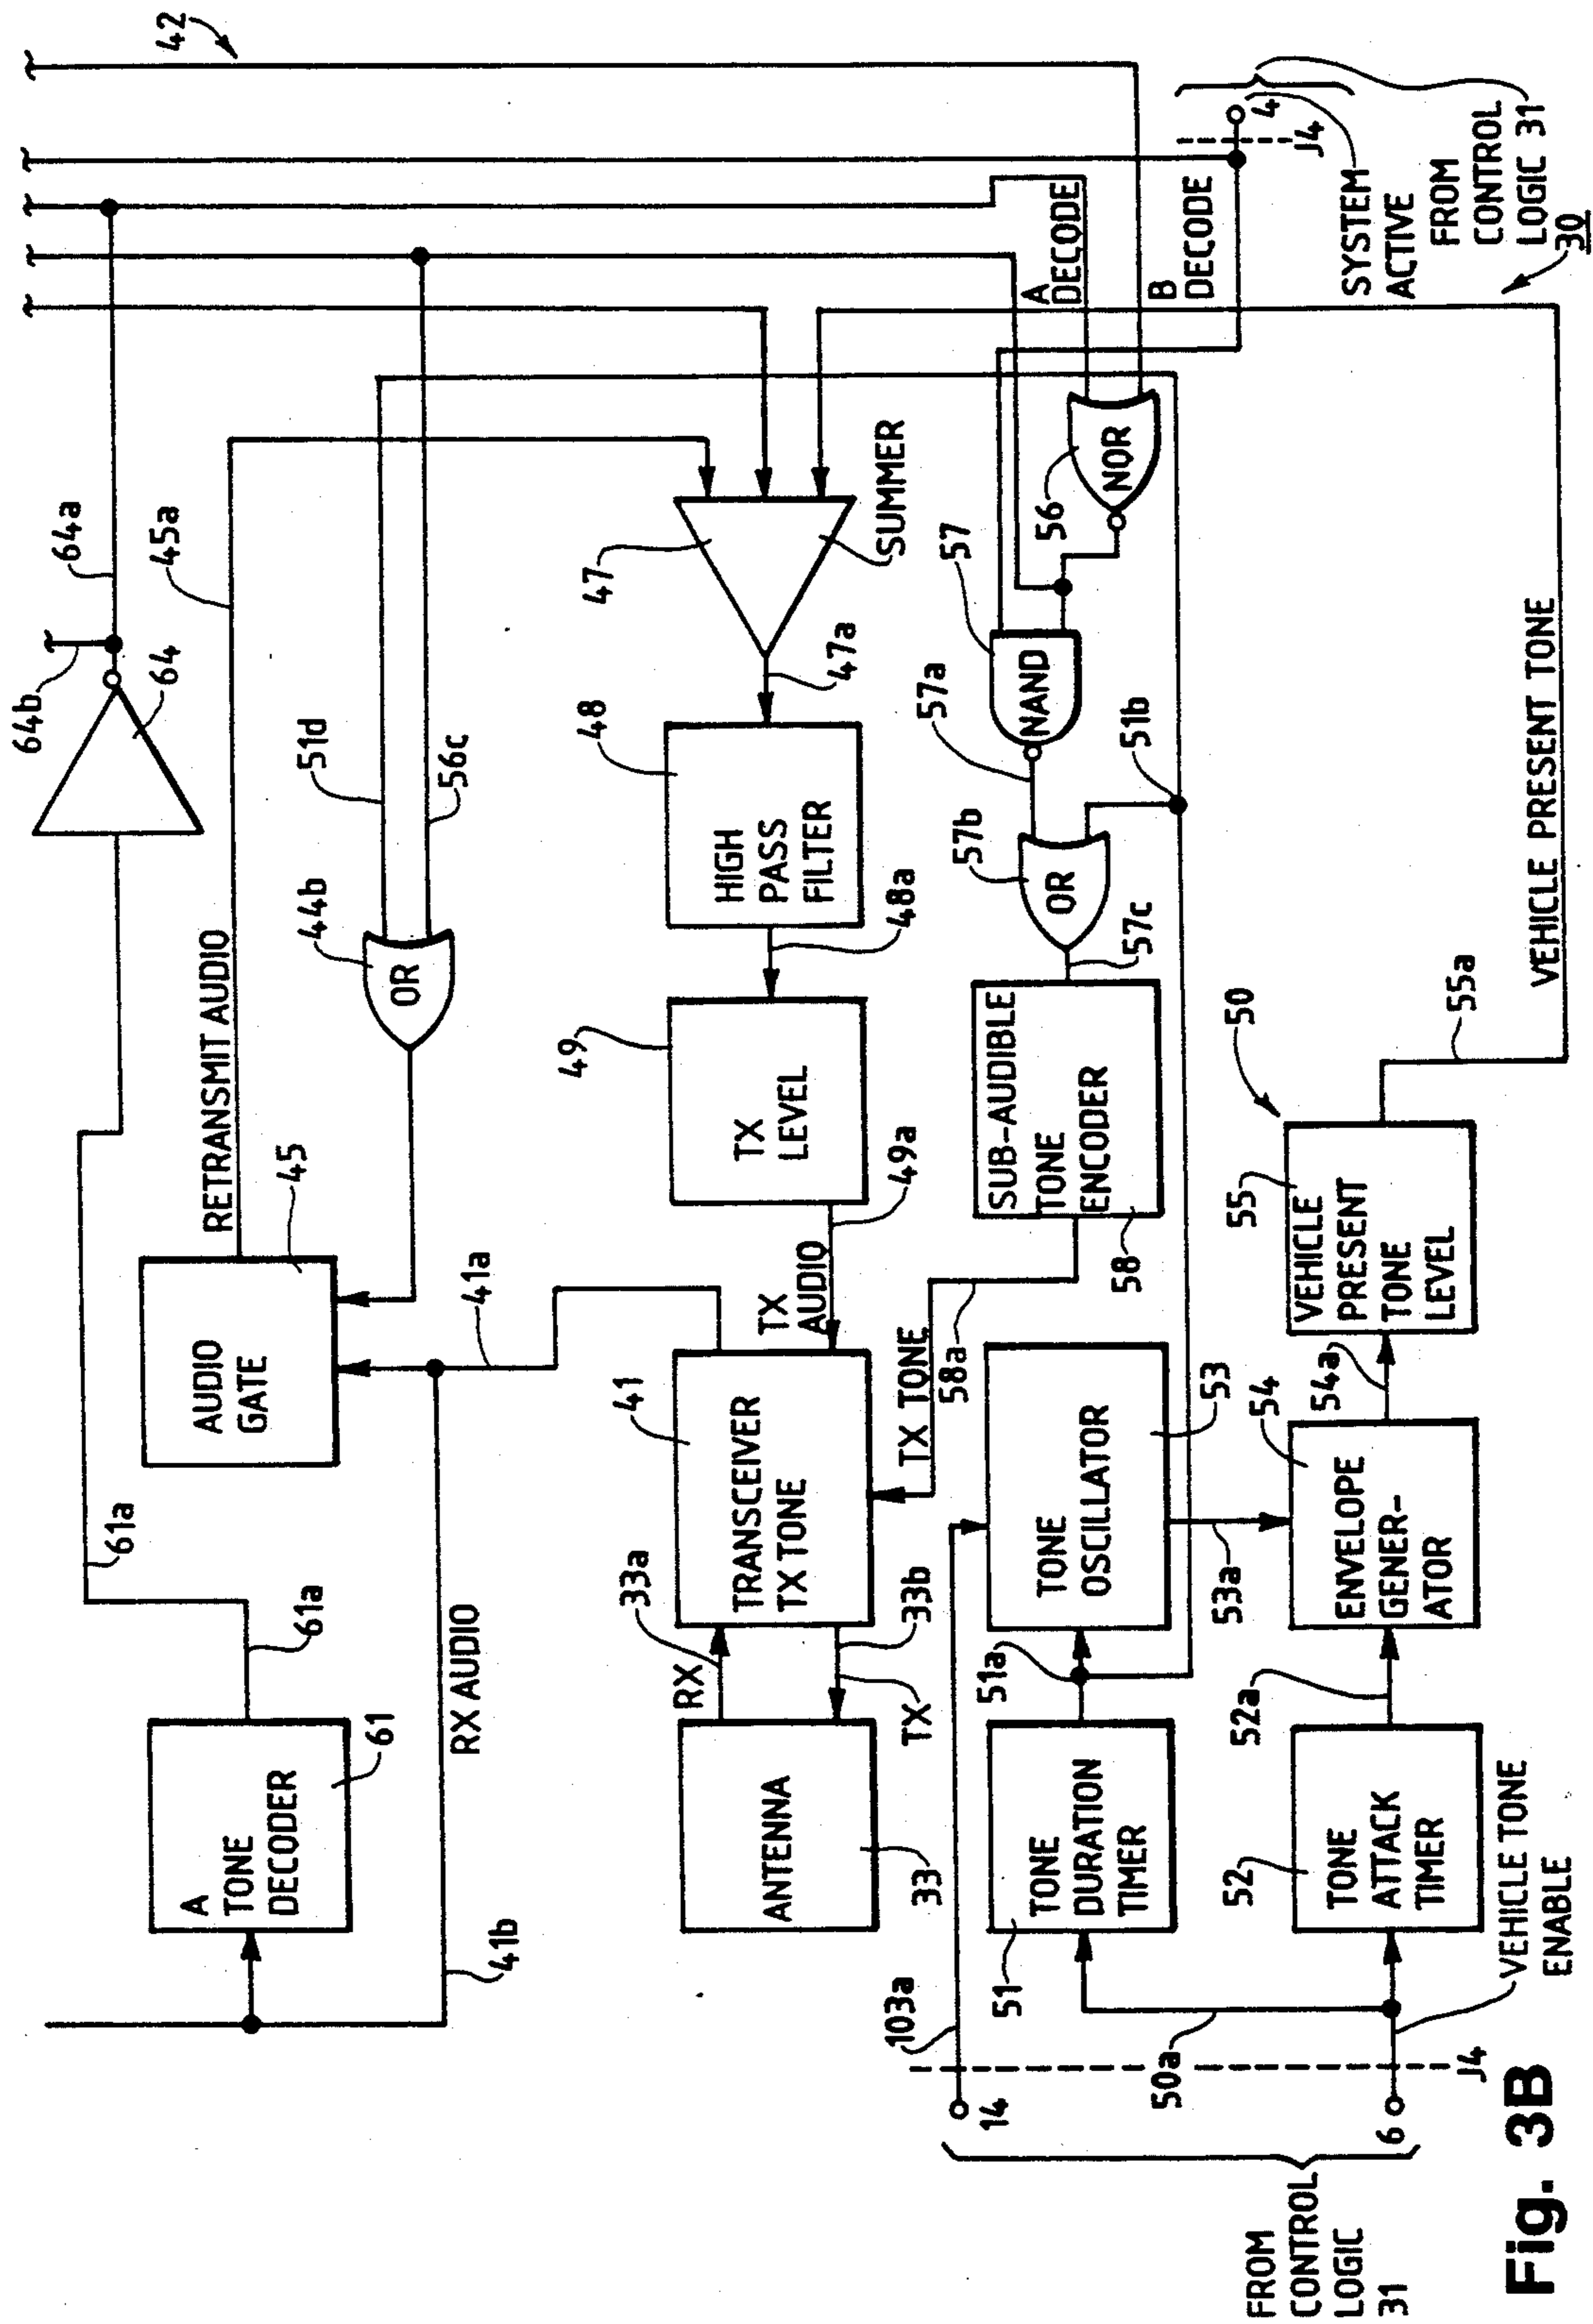 42
64b
64
64a
45a
61a
61a
A
TONE
DECODER
61
AUDIO
GATE
45
RETRANSMIT AUDIO
51d
56c
44b
OR
RX AUDIO
41b
41a
ANTENNA
33
RX
33a
TX
33b
TRANSCEIVER
TX TONE
41
TX
AUDIO
49a
TX
LEVEL
49
48a
HIGH
PASS
FILTER
48
47a
47
SUMMER
A
DECODE
B
DECODE
4
J4
SYSTEM
ACTIVE
FROM
CONTROL
LOGIC 31
30
103a
14
TONE
DURATION
TIMER
51
51a
TONE
OSCILLATOR
53
53a
TX TONE
58a
SUB-AUDIBLE
TONE
ENCODER
58
57c
57b
OR
57a
NAND
57
56
NOR
51b
50a
6
J4
VEHICLE TONE
ENABLE
TONE
ATTACK
TIMER
52
52a
ENVELOPE
GENER-
ATOR
54
54a
VEHICLE
PRESENT
TONE
LEVEL
55
50
55a
VEHICLE PRESENT TONE
FROM
CONTROL
LOGIC
31
Fig. 3B